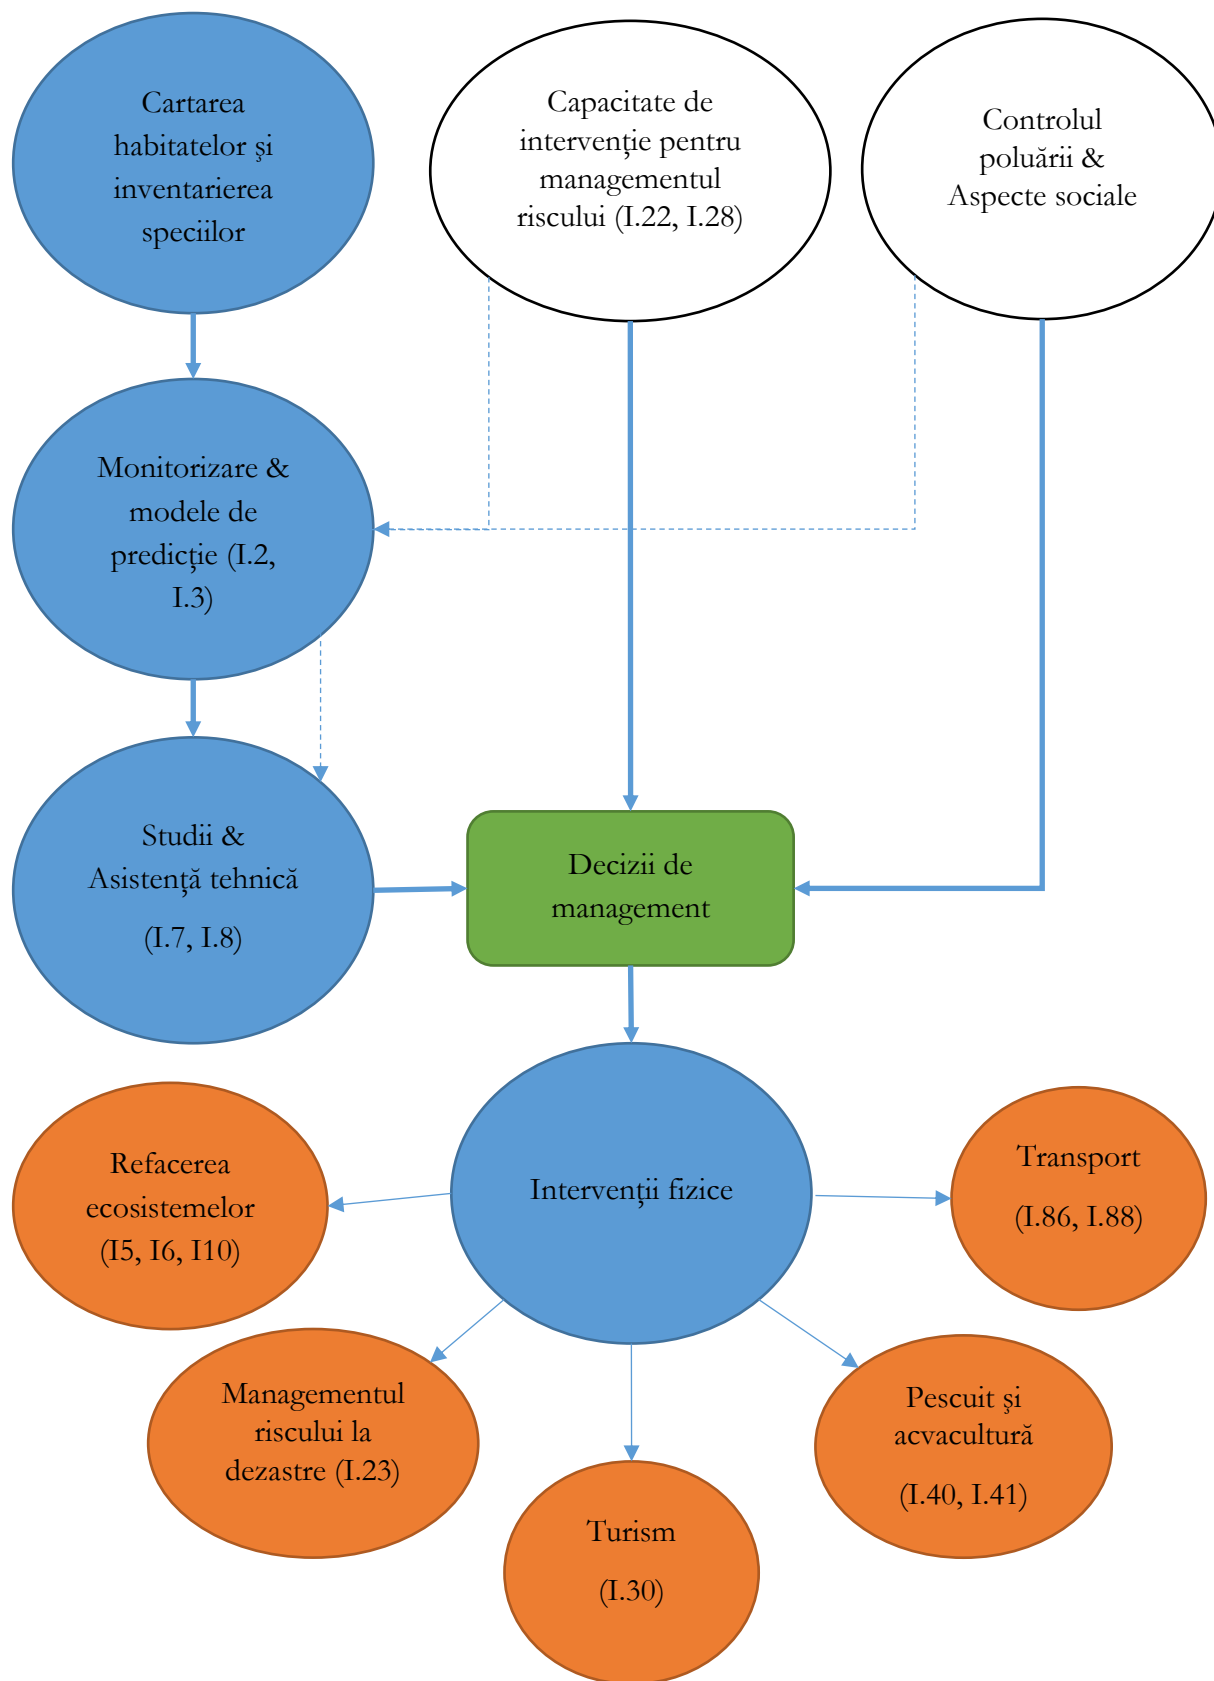 Cartarea
habitatelor şi
inventarierea
speciilor
Capacitate de
intervenţie pentru
managementul
riscului (I.22, I.28)
Controlul
poluării &
Aspecte sociale
Monitorizare &
modele de
predicţie (I.2,
I.3)
Studii &
Asistenţă tehnică
(I.7, I.8)
Decizii de
management
Intervenţii fizice
Refacerea
ecosistemelor
(I5, I6, I10)
Transport
(I.86, I.88)
Managementul
riscului la
dezastre (I.23)
Pescuit şi
acvacultură
(I.40, I.41)
Turism
(I.30)